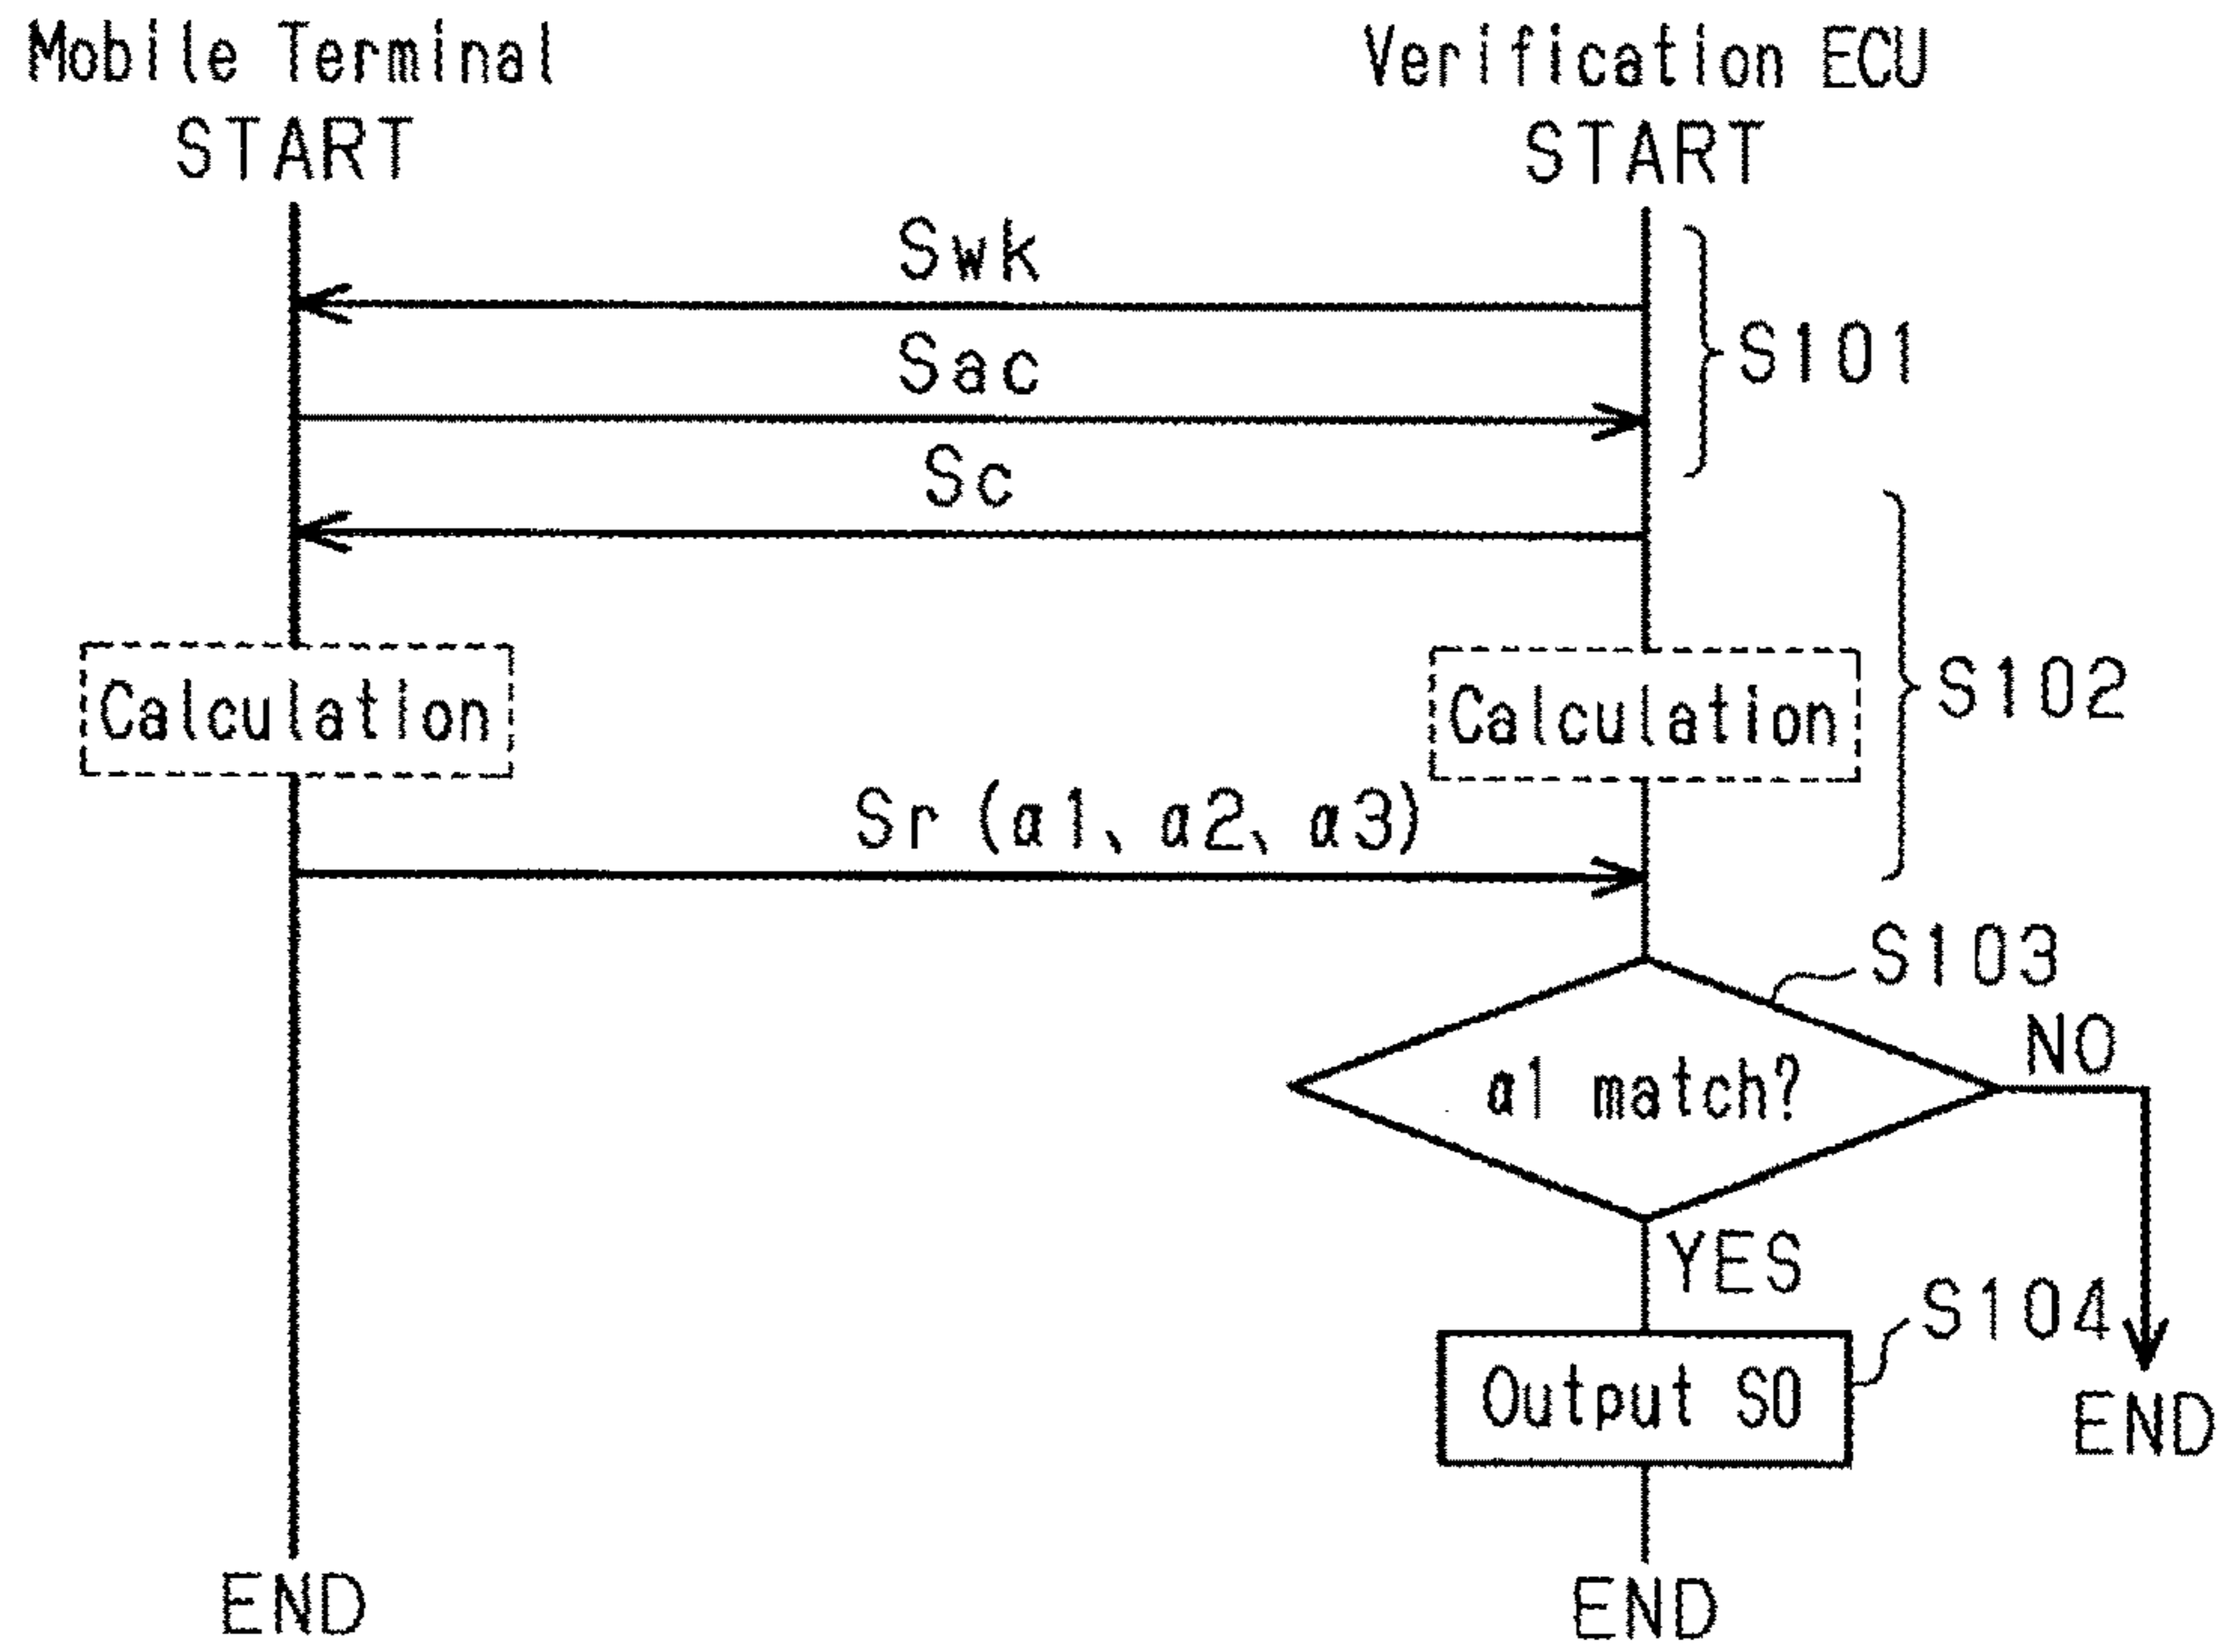 Mobile Terminal
START
Verification ECU
START
Swk
Sac
S101
Sc
Calculation
Calculation
S102
Sr (α1、α2、α3)
S103
α1 match?
NO
YES
S104
Output S0
END
END
END